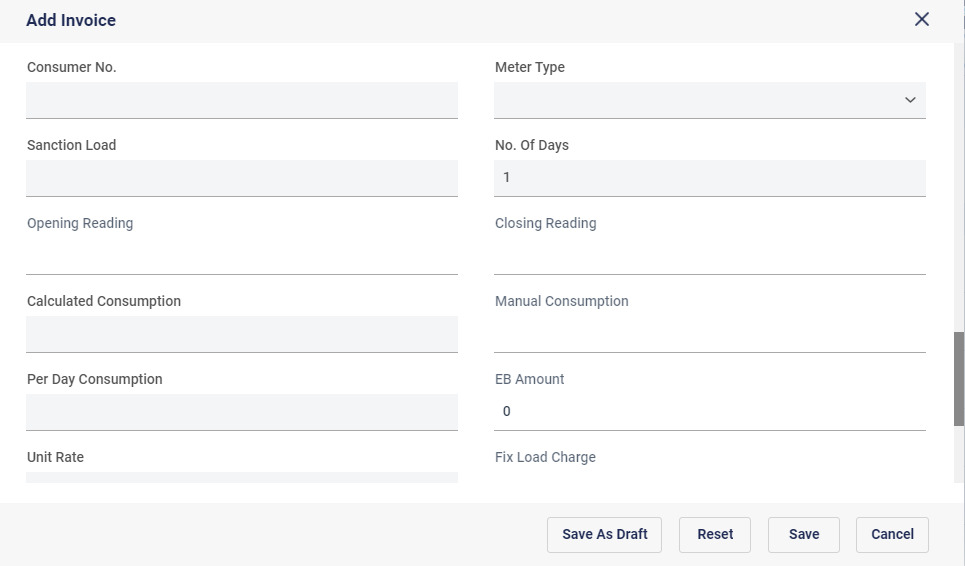 Add Invoice
Consumer No.
Meter Type
Sanction Load
No. Of Days
1
Opening Reading
Closing Reading
Calculated Consumption
Manual Consumption
Per Day Consumption
EB Amount
0
Unit Rate
Fix Load Charge
Save As Draft
Reset
Save
Cancel